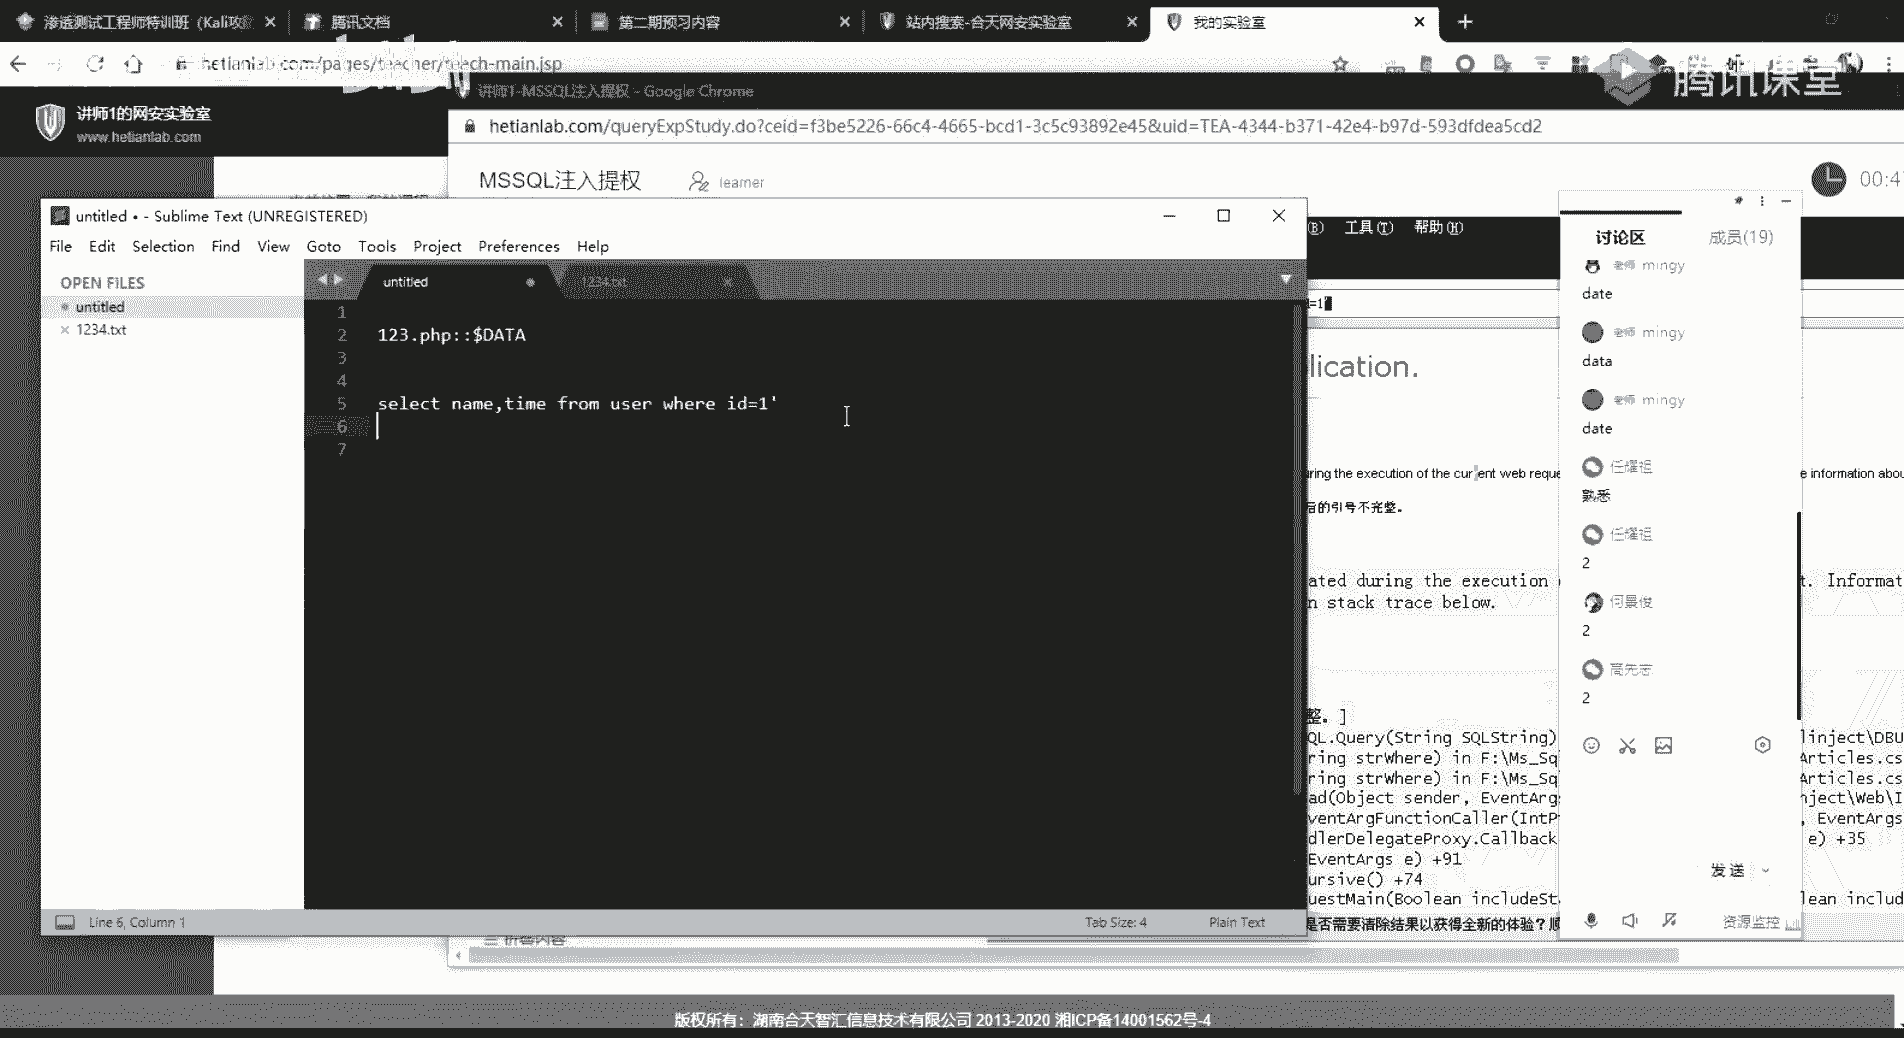 渗透测试工程师特训班（Kali攻
腾讯文档
第二期预习内容
站内搜索-合天网安实验室
我的实验室
hetianlab.com/pages/teacher/teach-main.jsp
腾讯课堂
讲师1的网安实验室
www.hetianlab.com
讲师1-MSSQL注入提权 - Google Chrome
hetianlab.com/queryExpStudy.do?ceid=f3be5226-66c4-4665-bcd1-3c5c93892e45&uid=TEA-4344-b371-42e4-b97d-593dfdea5cd2
MSSQL注入提权
learner
00:4
untitled • - Sublime Text (UNREGISTERED)
File Edit Selection Find View Goto Tools Project Preferences Help
(B) 工具(T) 帮助(H)
OPEN FILES
untitled
1234.txt
untitled
1234.txt
1
2 123.php::$DATA
3
4
5 select name,time from user where id=1'
6
7
Line 6, Column 1
Tab Size: 4
Plain Text
=1'
lication.
ring the execution of the current web reque
e information abou
后的引号不完整。
ated during the execution
t. Informat
n stack trace below.
整。]
QL.Query(String SQLString)
linject\DBU
ring strWhere) in F:\Ms_Sq
Articles.cs
ring strWhere) in F:\Ms_Sq
Articles.cs
ad(Object sender, EventArg
nject\Web\I
ventArgFunctionCaller(IntP
, EventArgs
dlerDelegateProxy.Callback
e) +35
EventArgs e) +91
ursive() +74
uestMain(Boolean includeSt
lean includ
是否需要清除结果以获得全新的体验？顺
讨论区
成员(19)
老师 mingy
date
老师 mingy
data
老师 mingy
date
任耀祖
熟悉
任耀祖
2
何景俊
2
高先志
2
发送
资源监控
折叠内容
版权所有：湖南合天智汇信息技术有限公司 2013-2020 湘ICP备14001562号-4